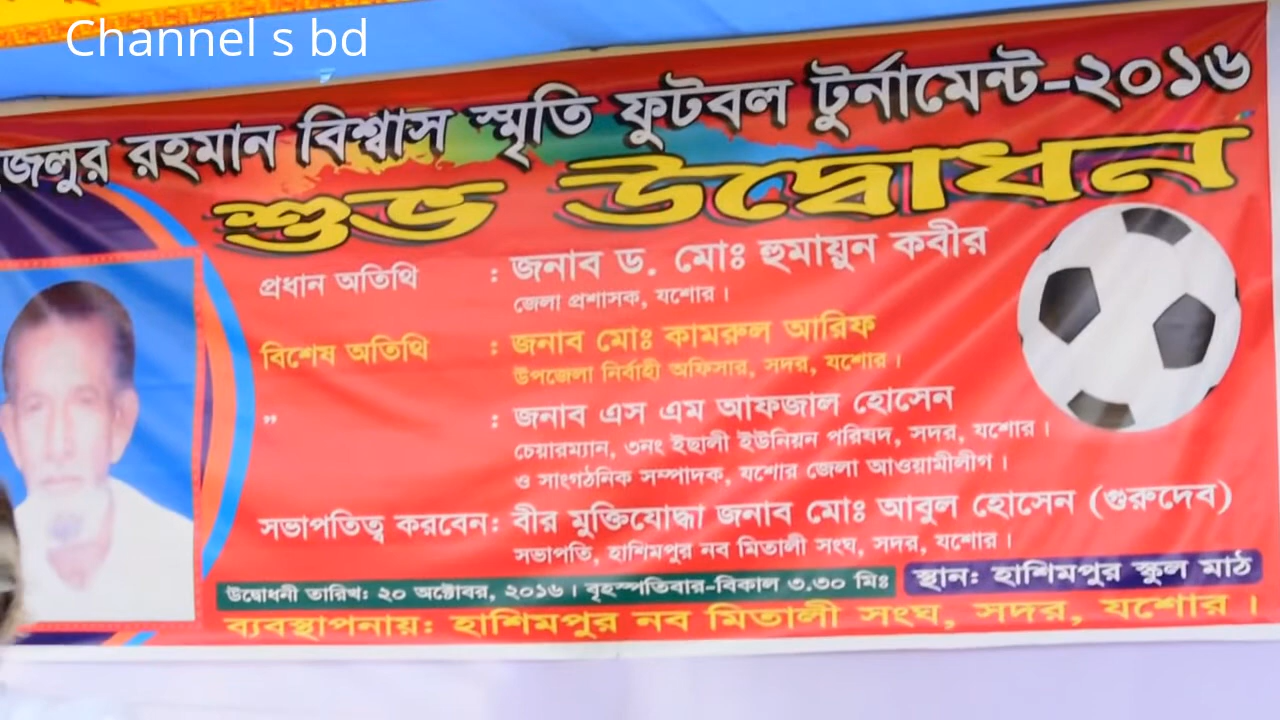 Channel s bd
রহমান বিশ্বাস স্মৃতি ফুটবল টুর্নামেন্ট-২০১৬
শুভ উদ্বোধন
প্রধান অতিথি : জনাব ড. মোঃ হুমায়ুন কবীর
জেলা প্রশাসক, যশোর।
বিশেষ অতিথি : জনাব মোঃ কামরুল আরিফ
উপজেলা নির্বাহী অফিসার, সদর, যশোর।
” : জনাব এস এম আফজাল হোসেন
চেয়ারম্যান, ৩নং ইছালী ইউনিয়ন পরিষদ, সদর, যশোর।
ও সাংগঠনিক সম্পাদক, যশোর জেলা আওয়ামীলীগ।
সভাপতিত্ব করবেন: বীর মুক্তিযোদ্ধা জনাব মোঃ আবুল হোসেন (গুরুদেব)
সভাপতি, হাশিমপুর নব মিতালী সংঘ, সদর, যশোর।
উদ্বোধনী তারিখ: ২০ অক্টোবর, ২০১৬। বৃহস্পতিবার-বিকাল ৩.৩০ মিঃ
স্থান: হাশিমপুর স্কুল মাঠ
ব্যবস্থাপনায়: হাশিমপুর নব মিতালী সংঘ, সদর, যশোর।